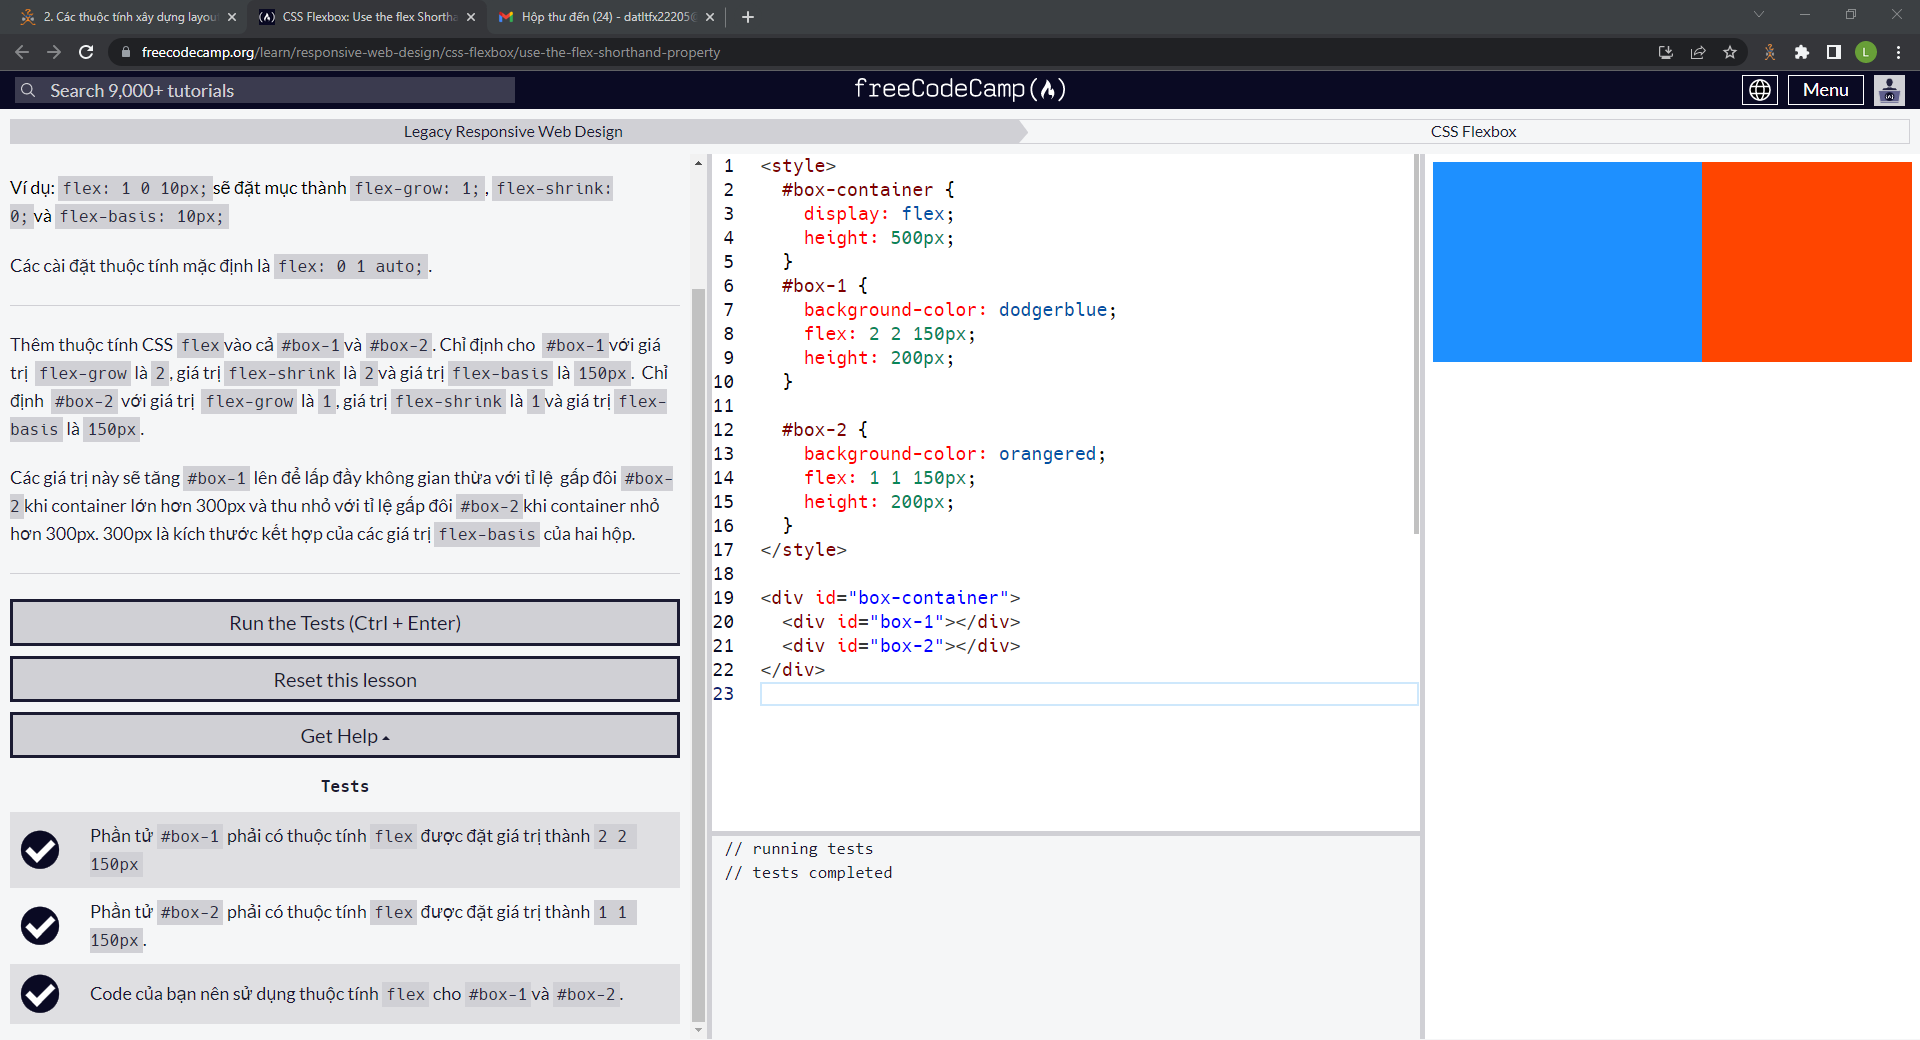 2. Các thuộc tính xây dựng layou
CSS Flexbox: Use the flex Shortha
Hộp thư đến (24) - datltfx22205@
freecodecamp.org/learn/responsive-web-design/css-flexbox/use-the-flex-shorthand-property
L
Search 9,000+ tutorials
freeCodeCamp
Menu
Legacy Responsive Web Design
CSS Flexbox
Ví dụ: flex: 1 0 10px; sẽ đặt mục thành flex-grow: 1; , flex-shrink:
0; và flex-basis: 10px;
Các cài đặt thuộc tính mặc định là flex: 0 1 auto; .
Thêm thuộc tính CSS flex vào cả #box-1 và #box-2 . Chỉ định cho #box-1 với giá
trị flex-grow là 2 , giá trị flex-shrink là 2 và giá trị flex-basis là 150px . Chỉ
định #box-2 với giá trị flex-grow là 1 , giá trị flex-shrink là 1 và giá trị flex-
basis là 150px .
Các giá trị này sẽ tăng #box-1 lên để lấp đầy không gian thừa với tỉ lệ gấp đôi #box-
2 khi container lớn hơn 300px và thu nhỏ với tỉ lệ gấp đôi #box-2 khi container nhỏ
hơn 300px. 300px là kích thước kết hợp của các giá trị flex-basis của hai hộp.
Run the Tests (Ctrl + Enter)
Reset this lesson
Get Help
Tests
Phần tử #box-1 phải có thuộc tính flex được đặt giá trị thành 2 2
150px
Phần tử #box-2 phải có thuộc tính flex được đặt giá trị thành 1 1
150px .
Code của bạn nên sử dụng thuộc tính flex cho #box-1 và #box-2 .
1 <style>
2 #box-container {
3 display: flex;
4 height: 500px;
5 }
6 #box-1 {
7 background-color: dodgerblue;
8 flex: 2 2 150px;
9 height: 200px;
10 }
11
12 #box-2 {
13 background-color: orangered;
14 flex: 1 1 150px;
15 height: 200px;
16 }
17 </style>
18
19 <div id="box-container">
20 <div id="box-1"></div>
21 <div id="box-2"></div>
22 </div>
23
// running tests
// tests completed